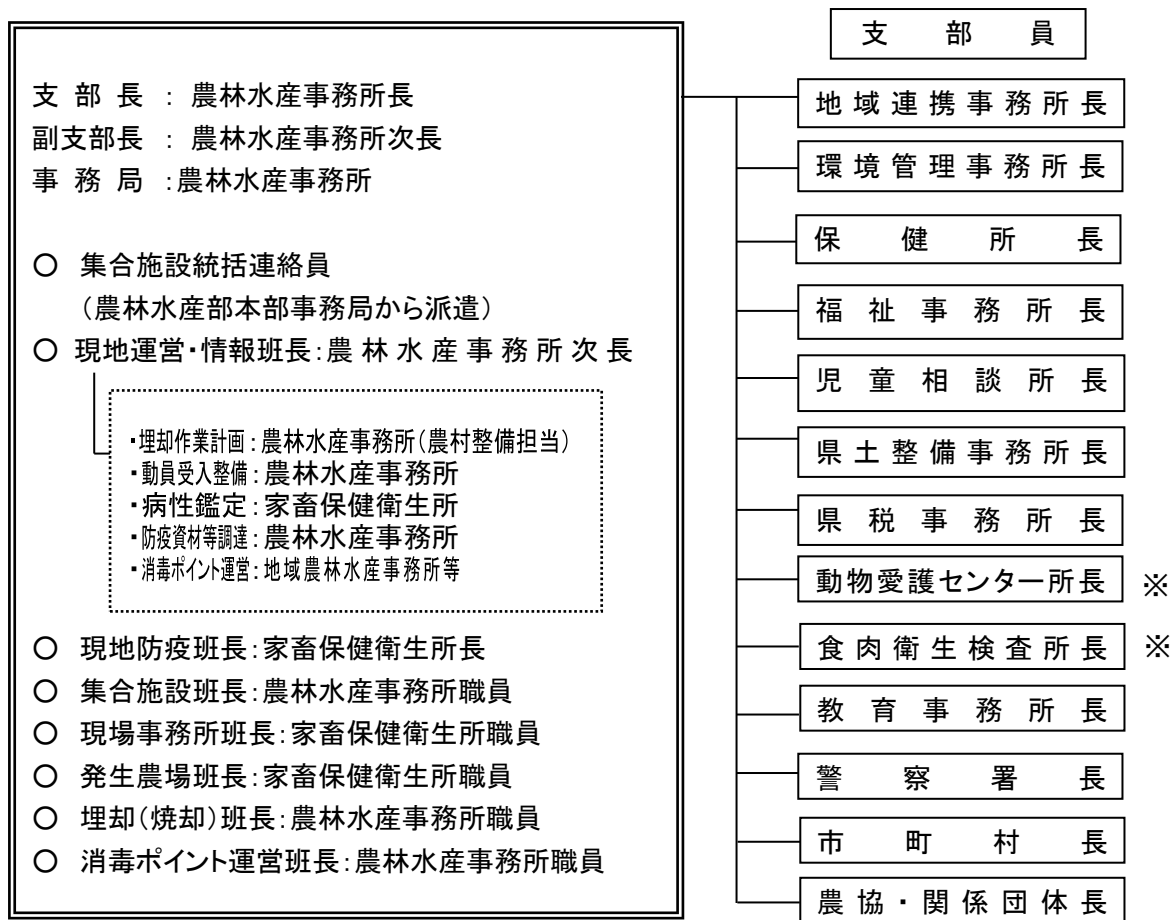 支部長 : 農林水産事務所長
副支部長 : 農林水産事務所次長
事務局 :農林水産事務所
○ 集合施設統括連絡員
(農林水産部本部事務局から派遣)
○ 現地運営・情報班長:農林水産事務所次長
・埋却作業計画:農林水産事務所(農村整備担当)
・動員受入整備:農林水産事務所
・病性鑑定:家畜保健衛生所
・防疫資材等調達:農林水産事務所
・消毒ポイント運営:地域農林水産事務所等
○ 現地防疫班長:家畜保健衛生所長
○ 集合施設班長:農林水産事務所職員
○ 現場事務所班長:家畜保健衛生所職員
○ 発生農場班長:家畜保健衛生所職員
○ 埋却(焼却)班長:農林水産事務所職員
○ 消毒ポイント運営班長:農林水産事務所職員
支部員
地域連携事務所長
環境管理事務所長
保健所長
福祉事務所長
児童相談所長
県土整備事務所長
県税事務所長
動物愛護センター所長 ※
食肉衛生検査所長 ※
教育事務所長
警察署長
市町村長
農協・関係団体長